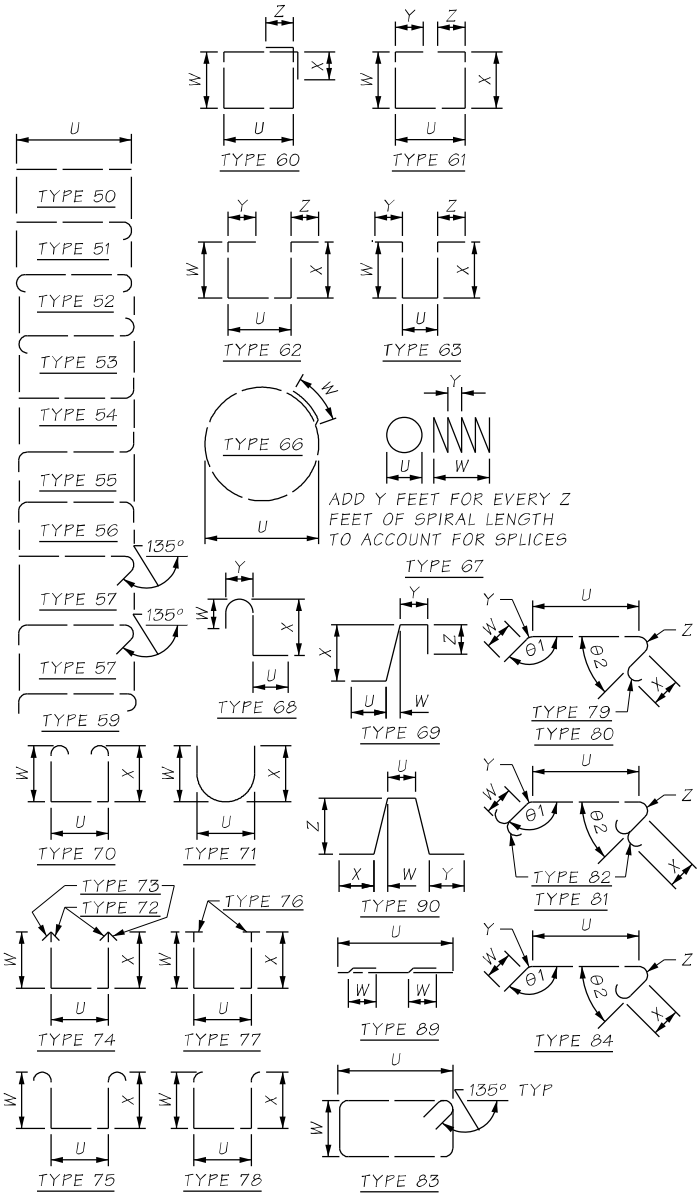 Z
Y
Z
W
X
W
X
U
U
TYPE 60
TYPE 61
U
TYPE 50
TYPE 51
TYPE 52
TYPE 53
TYPE 54
TYPE 55
TYPE 56
135°
TYPE 57
135°
TYPE 57
TYPE 59
Y
Z
Y
Z
W
X
W
X
U
U
TYPE 62
TYPE 63
W
TYPE 66
U
Y
U
W
ADD Y FEET FOR EVERY Z
FEET OF SPIRAL LENGTH
TO ACCOUNT FOR SPLICES
TYPE 67
Y
W
X
U
TYPE 68
Y
X
Z
U
W
TYPE 69
U
Y
Z
W
θ1
θ2
X
TYPE 79
TYPE 80
W
X
U
TYPE 70
W
X
U
TYPE 71
U
Z
X
W
Y
TYPE 90
U
Y
Z
W
θ1
θ2
X
TYPE 82
TYPE 81
TYPE 73
TYPE 72
W
X
U
TYPE 74
TYPE 76
W
X
U
TYPE 77
U
W
W
TYPE 89
U
Y
Z
W
θ1
θ2
X
TYPE 84
W
X
U
TYPE 75
W
X
U
TYPE 78
U
135° TYP
W
TYPE 83